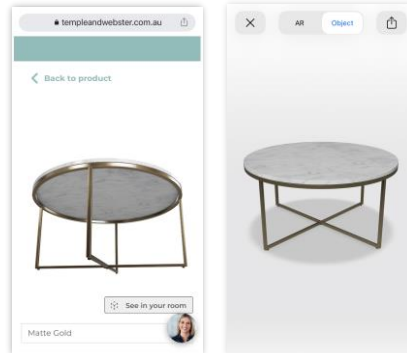 templeandwebster.com.au
Back to product
See in your room
Matte Gold
AR
Object